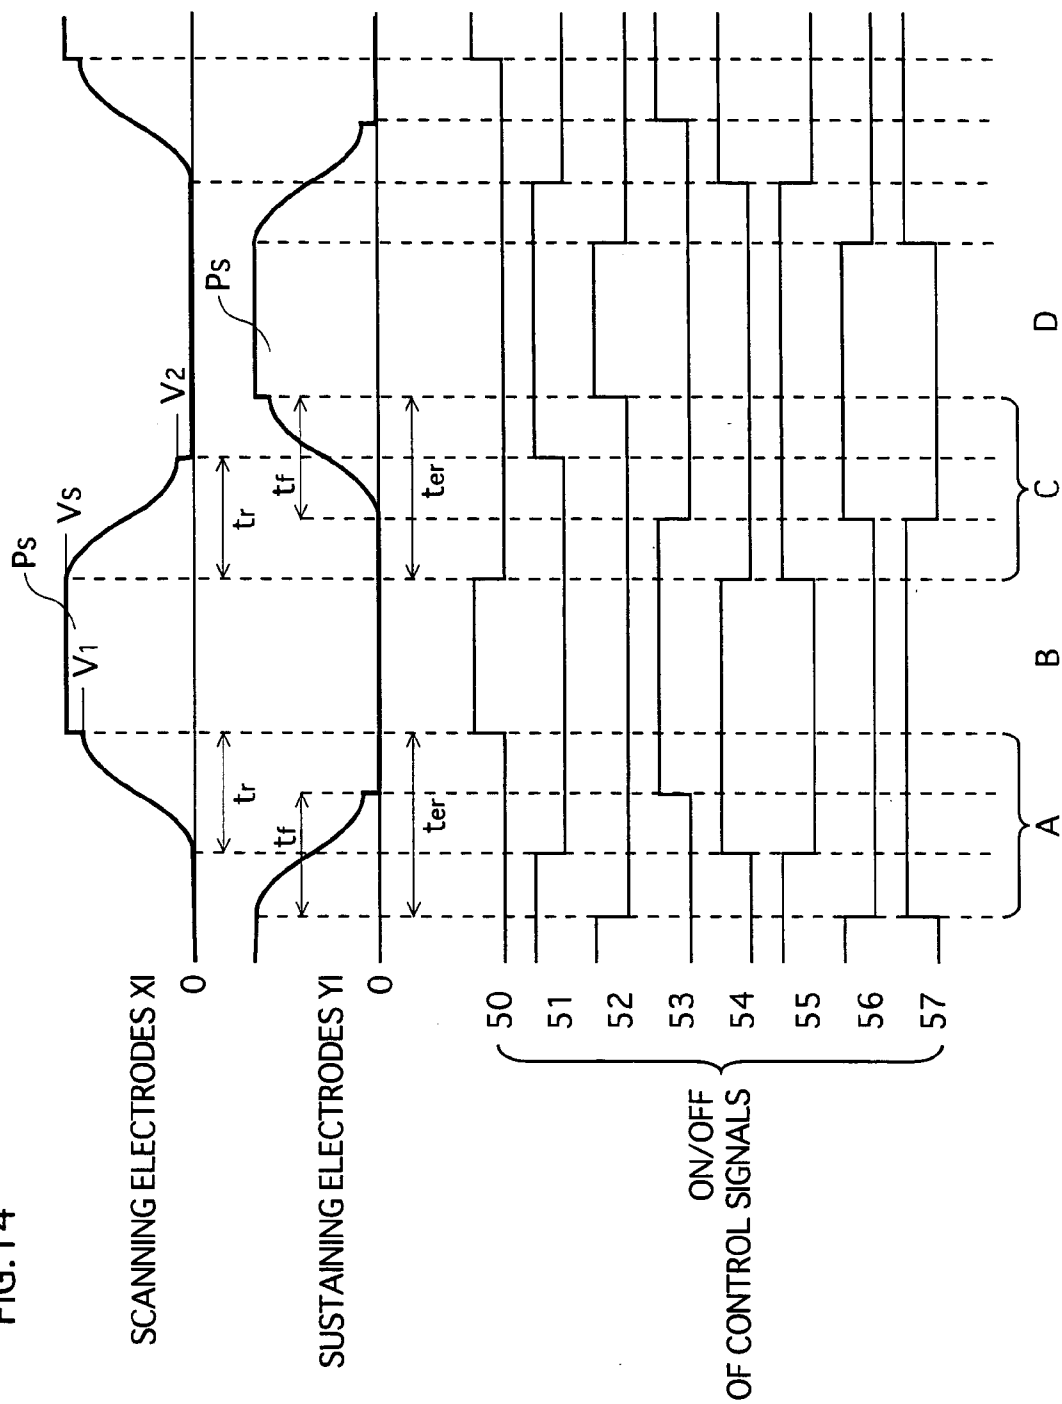 FIG. 14
SCANNING ELECTRODES XI
0
Ps
V1
Vs
V2
tr
tr
SUSTAINING ELECTRODES YI
0
Ps
tf
tf
ter
ter
ON/OFF
OF CONTROL SIGNALS
50
51
52
53
54
55
56
57
A
B
C
D